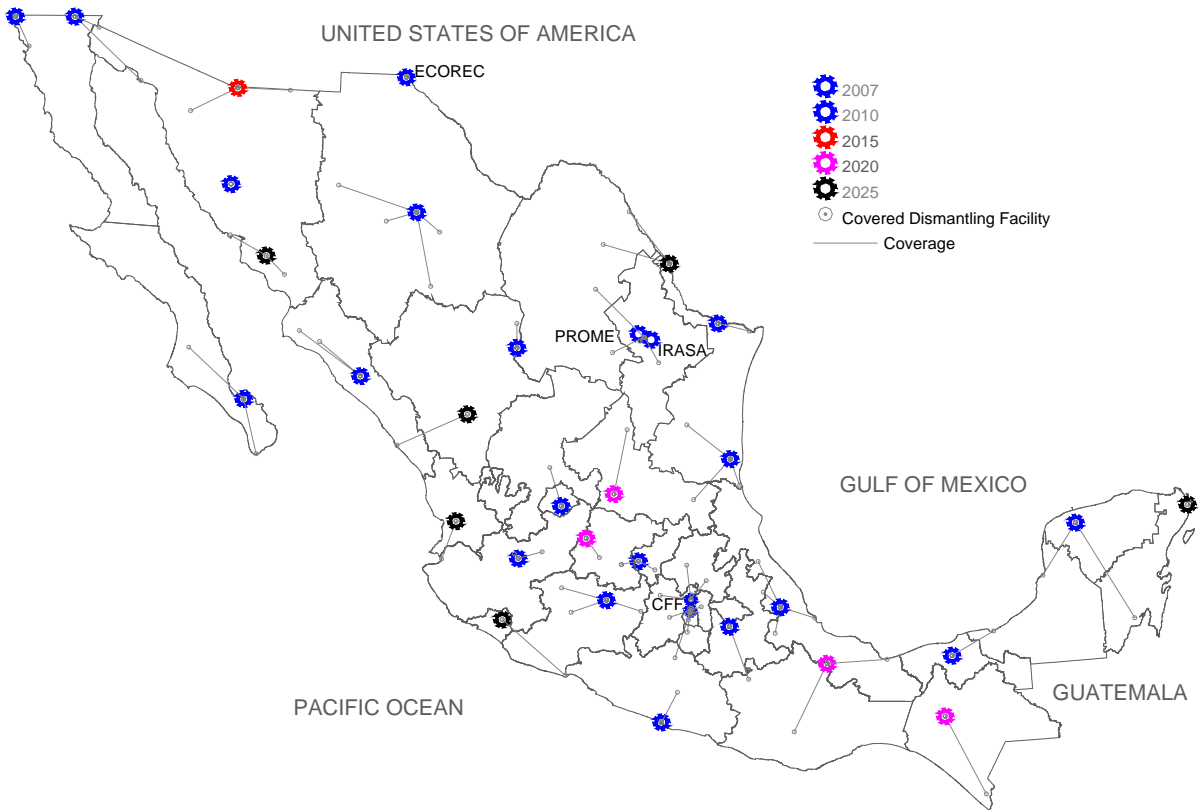 UNITED STATES OF AMERICA
ECOREC
2007
2010
2015
2020
2025
Covered Dismantling Facility
Coverage
PROME
IRASA
GULF OF MEXICO
CFF
PACIFIC OCEAN
GUATEMALA